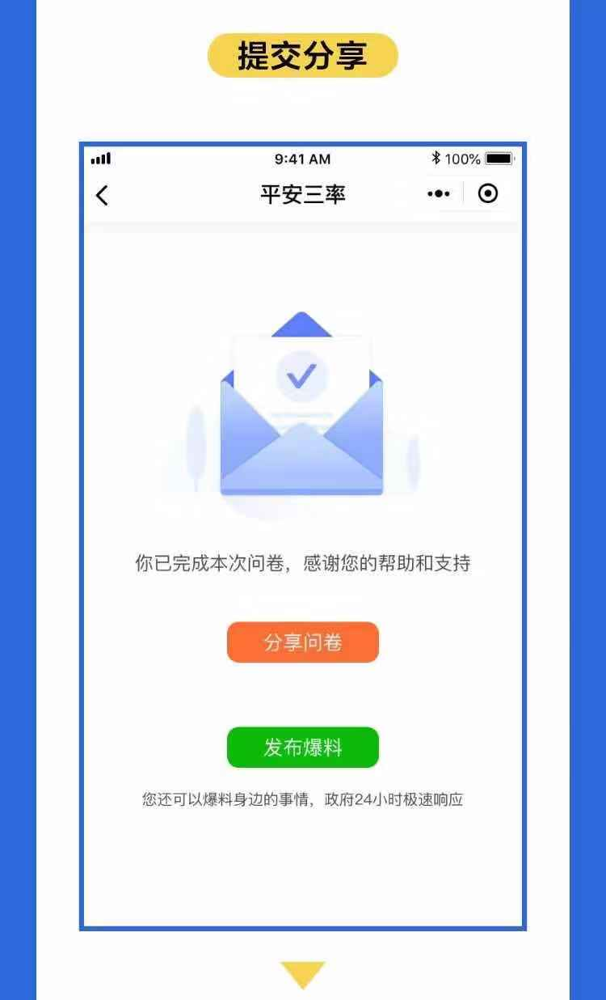 提交分享
9:41 AM
100%
平安三率
你已完成本次问卷，感谢您的帮助和支持
分享问卷
发布爆料
您还可以爆料身边的事情，政府24小时极速响应